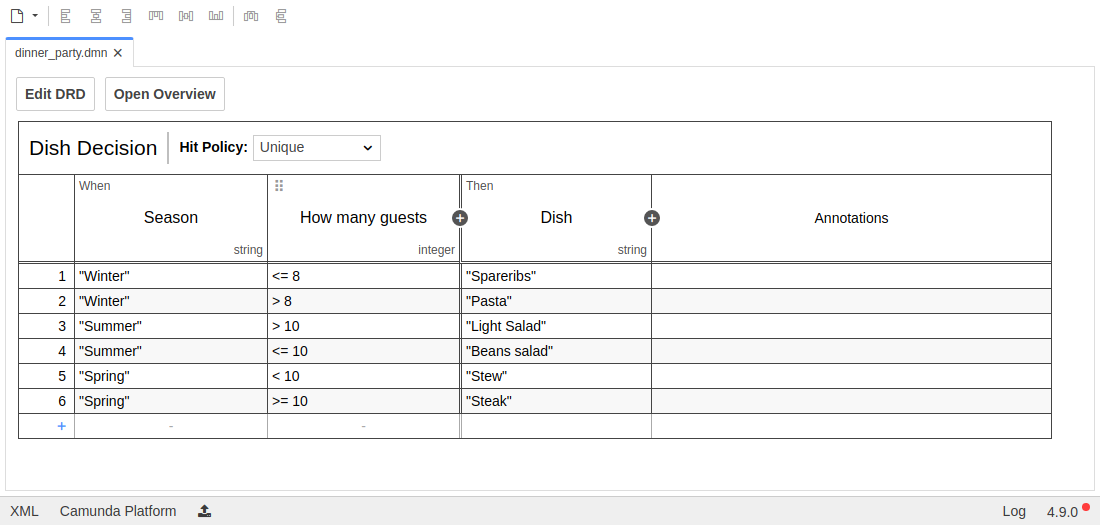 dinner_party.dmn
Edit DRD Open Overview
Dish Decision Hit Policy: Unique
When Then
Season How many guests + Dish + Annotations
string integer string
1 "Winter" <= 8 "Spareribs"
2 "Winter" > 8 "Pasta"
3 "Summer" > 10 "Light Salad"
4 "Summer" <= 10 "Beans salad"
5 "Spring" < 10 "Stew"
6 "Spring" >= 10 "Steak"
+ - -
XML Camunda Platform Log 4.9.0